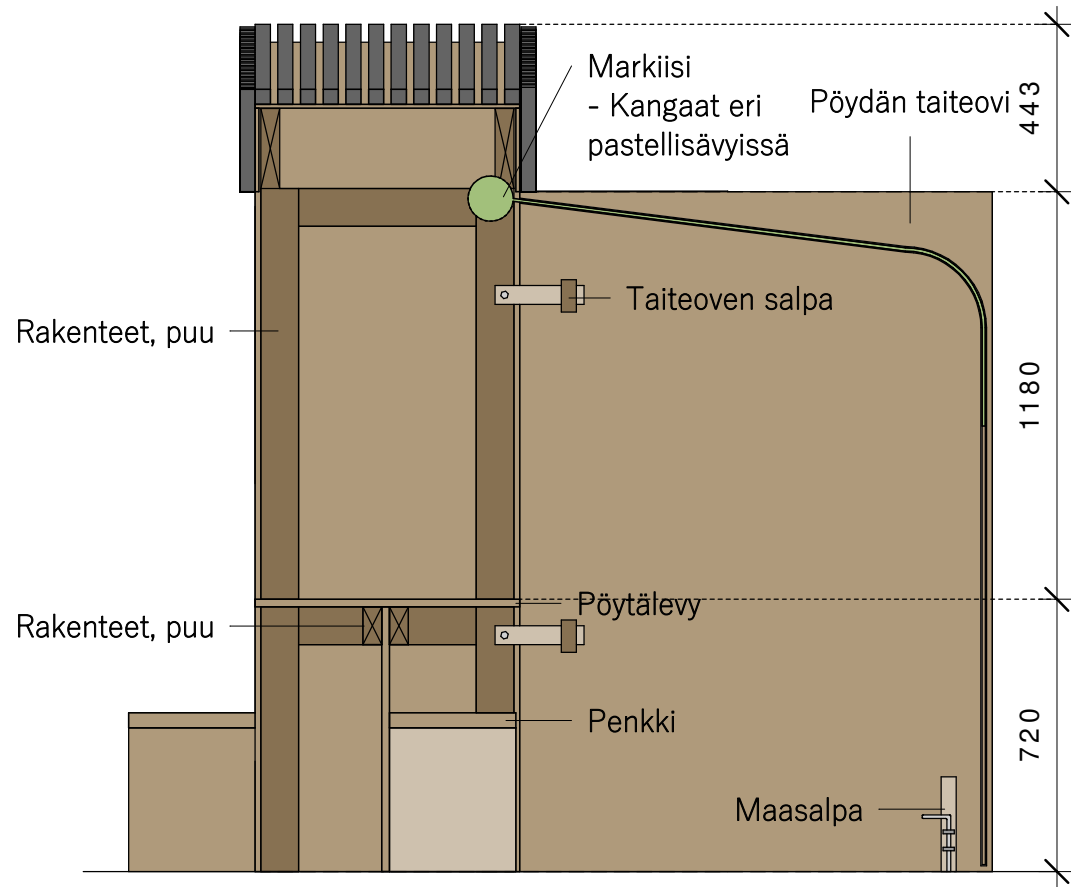 Markiisi
- Kangaat eri
pastellisävyissä
Pöydän taiteovi
443
Taiteoven salpa
Rakenteet, puu
1180
Pöytälevy
Rakenteet, puu
Penkki
720
Maasalpa